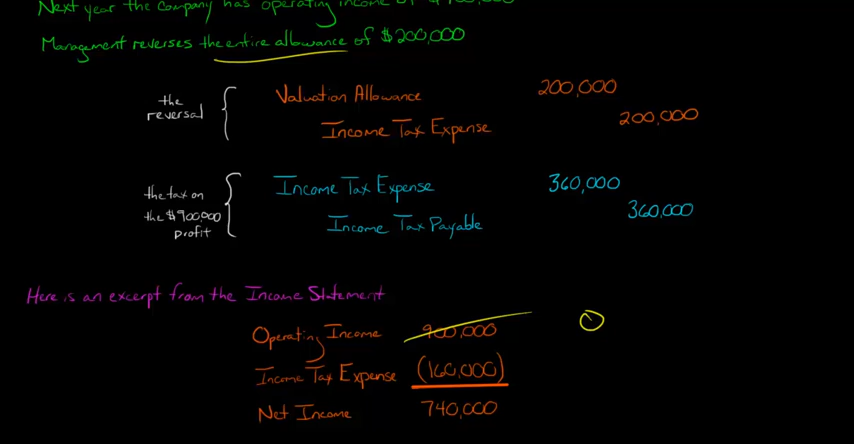 Next year the company has operating income of $900,000
Management reverses the entire allowance of $200,000
the reversal
Valuation Allowance 200,000
Income Tax Expense 200,000
the tax on the $900,000 profit
Income Tax Expense 360,000
Income Tax Payable 360,000
Here is an excerpt from the Income Statement
Operating Income 900,000
Income Tax Expense (160,000)
Net Income 740,000